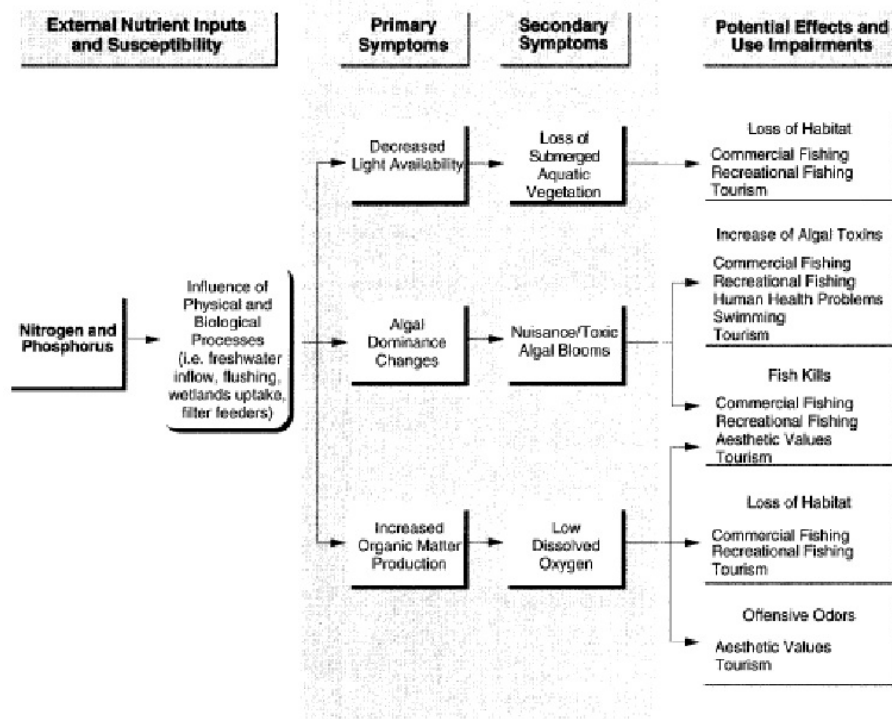 External Nutrient Inputs
and Susceptibility
Primary
Symptoms
Secondary
Symptoms
Potential Effects and
Use Impairments
Nitrogen and
Phosphorus
Influence of
Physical and
Biological
Processes
(i.e. freshwater
inflow, flushing,
wetlands uptake,
filter feeders)
Decreased
Light Availability
Loss of
Submerged
Aquatic
Vegetation
Loss of Habitat
Commercial Fishing
Recreational Fishing
Tourism
Algal
Dominance
Changes
Nuisance/Toxic
Algal Blooms
Increase of Algal Toxins
Commercial Fishing
Recreational Fishing
Human Health Problems
Swimming
Tourism
Fish Kills
Commercial Fishing
Recreational Fishing
Aesthetic Values
Tourism
Increased
Organic Matter
Production
Low
Dissolved
Oxygen
Loss of Habitat
Commercial Fishing
Recreational Fishing
Tourism
Offensive Odors
Aesthetic Values
Tourism